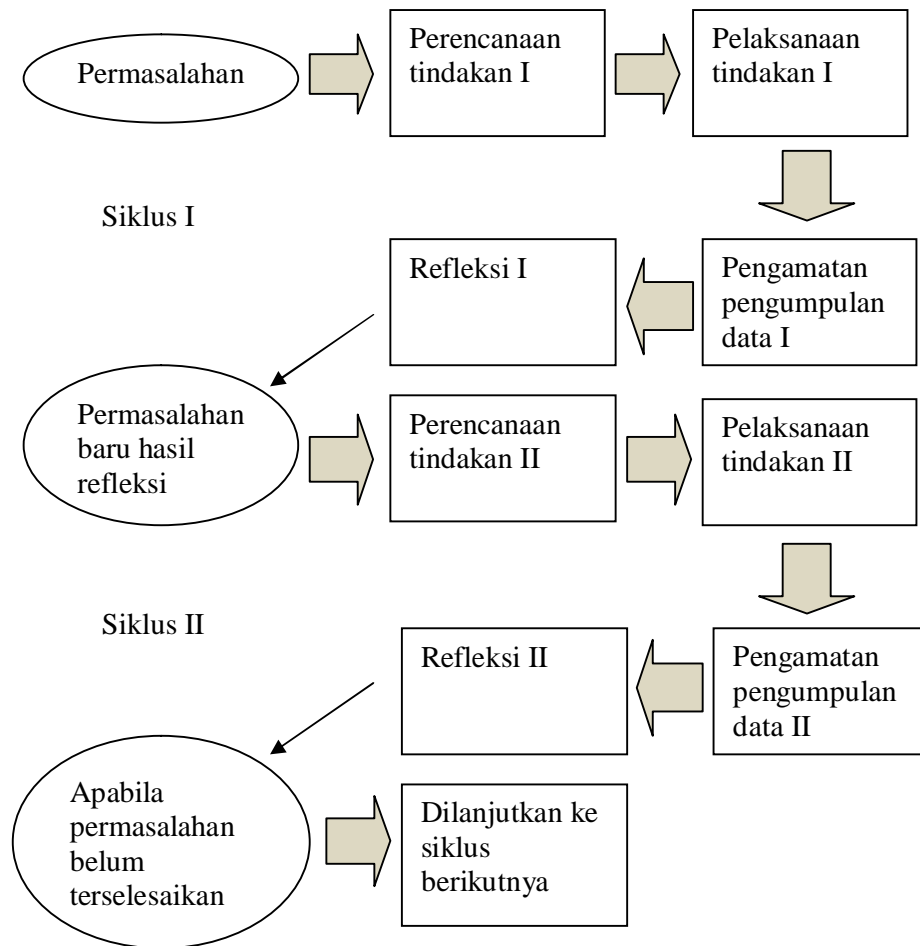 Permasalahan
Perencanaan
tindakan I
Pelaksanaan
tindakan I
Siklus I
Refleksi I
Pengamatan
pengumpulan
data I
Permasalahan
baru hasil
refleksi
Perencanaan
tindakan II
Pelaksanaan
tindakan II
Siklus II
Refleksi II
Pengamatan
pengumpulan
data II
Apabila
permasalahan
belum
terselesaikan
Dilanjutkan ke
siklus
berikutnya